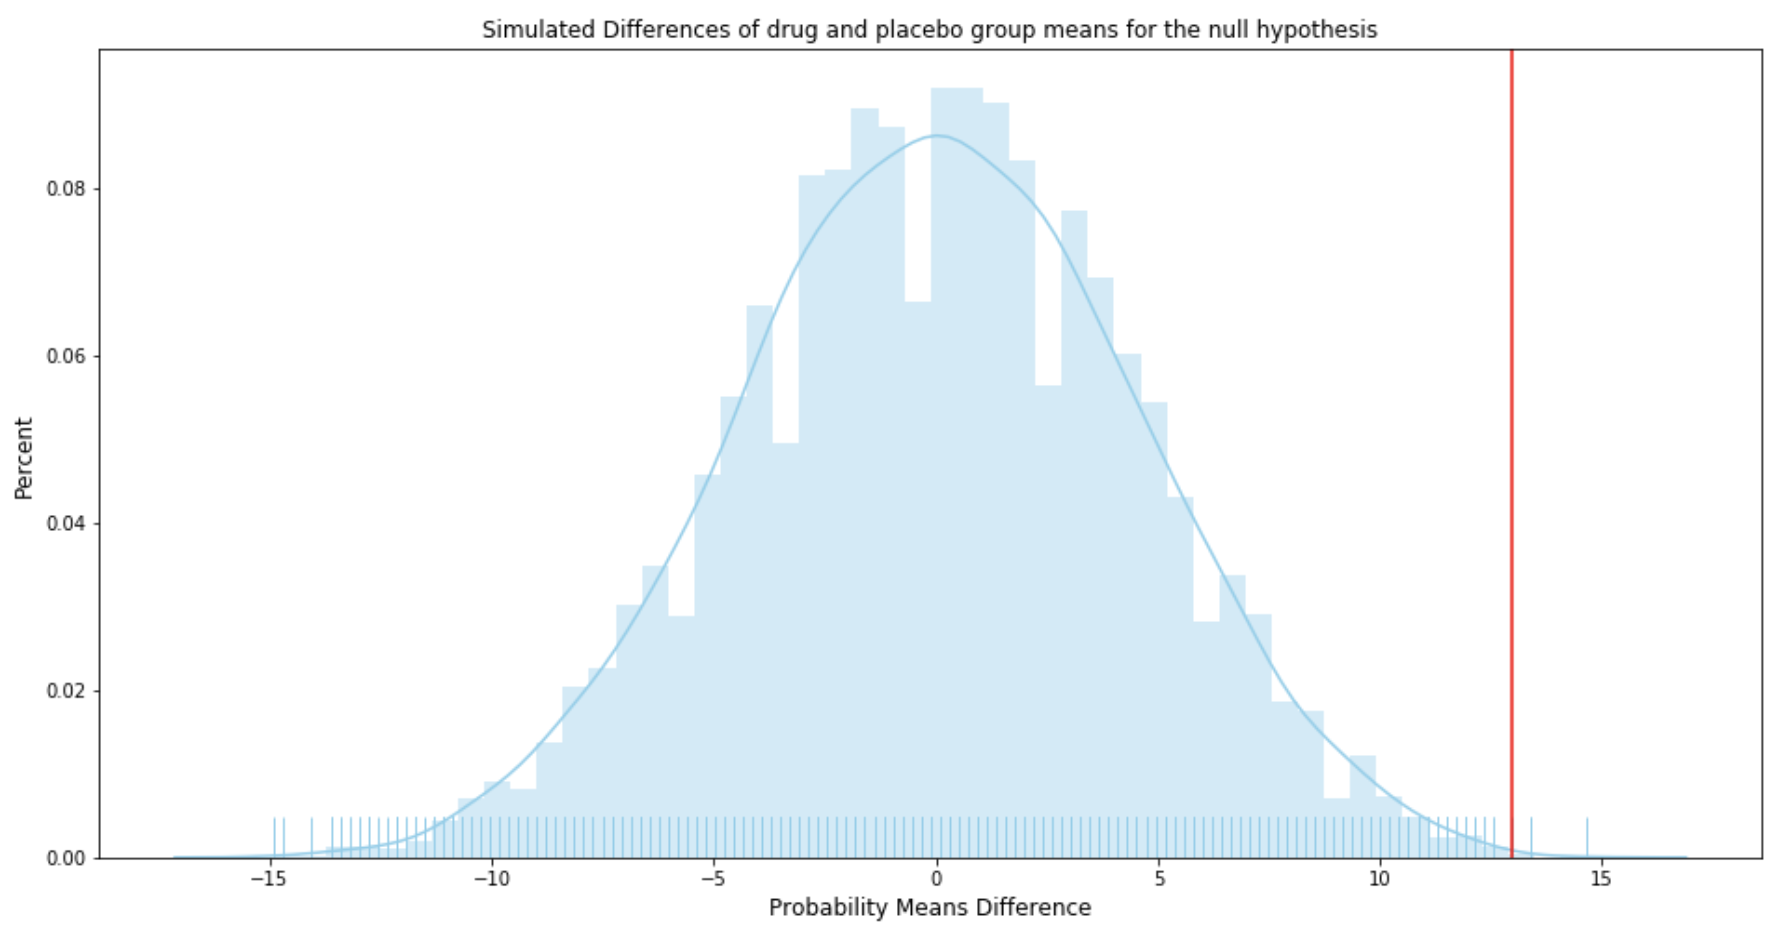 Simulated Differences of drug and placebo group means for the null hypothesis
Percent
0.08
0.06
0.04
0.02
0.00
−15 −10 −5 0 5 10 15
Probability Means Difference